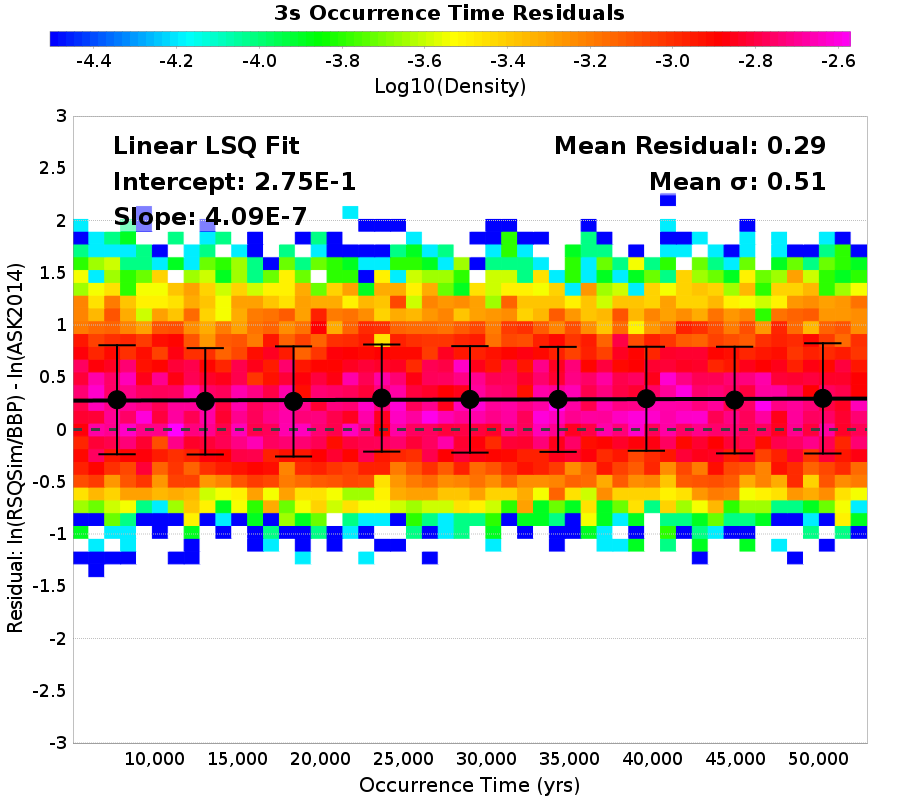 3s Occurrence Time Residuals
-4.4 -4.2 -4.0 -3.8 -3.6 -3.4 -3.2 -3.0 -2.8 -2.6
Log10(Density)
Linear LSQ Fit
Intercept: 2.75E-1
Slope: 4.09E-7
Mean Residual: 0.29
Mean σ: 0.51
Residual: ln(RSQSim/BBP) - ln(ASK2014)
3
2.5
2
1.5
1
0.5
0
-0.5
-1
-1.5
-2
-2.5
-3
10,000 15,000 20,000 25,000 30,000 35,000 40,000 45,000 50,000
Occurrence Time (yrs)